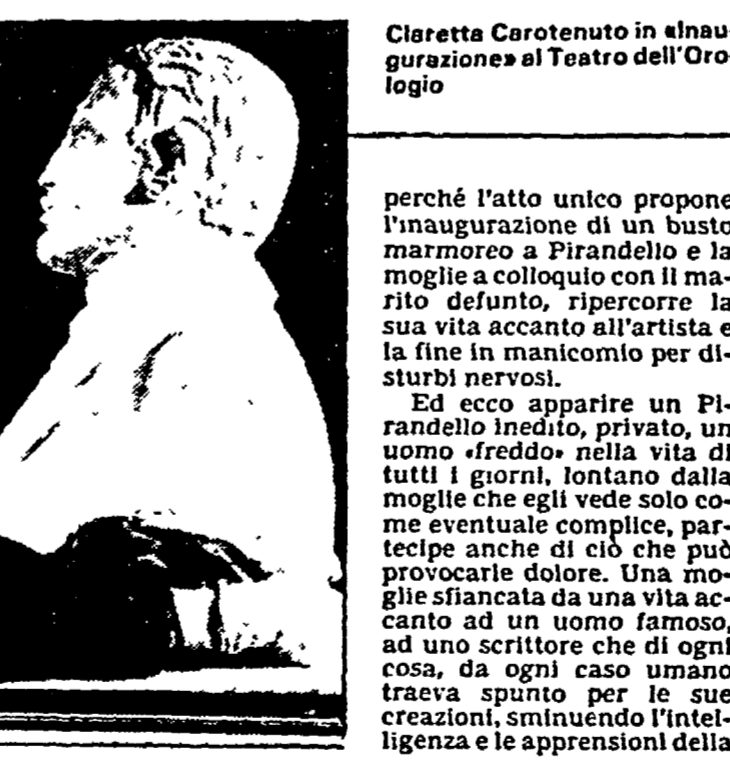 Claretta Carotenuto in «Inau-
gurazione» al Teatro dell'Oro-
logio
perché l'atto unico propone
l'inaugurazione di un busto
marmoreo a Pirandello e la
moglie a colloquio con il ma-
rito defunto, ripercorre la
sua vita accanto all'artista e
la fine in manicomio per di-
sturbi nervosi.
Ed ecco apparire un Pi-
randello inedito, privato, un
uomo «freddo» nella vita di
tutti i giorni, lontano dalla
moglie che egli vede solo co-
me eventuale complice, par-
tecipe anche di ciò che può
provocarle dolore. Una mo-
glie sfiancata da una vita ac-
canto ad un uomo famoso,
ad uno scrittore che di ogni
cosa, da ogni caso umano
traeva spunto per le sue
creazioni, sminuendo l'intel-
ligenza e le apprensioni della